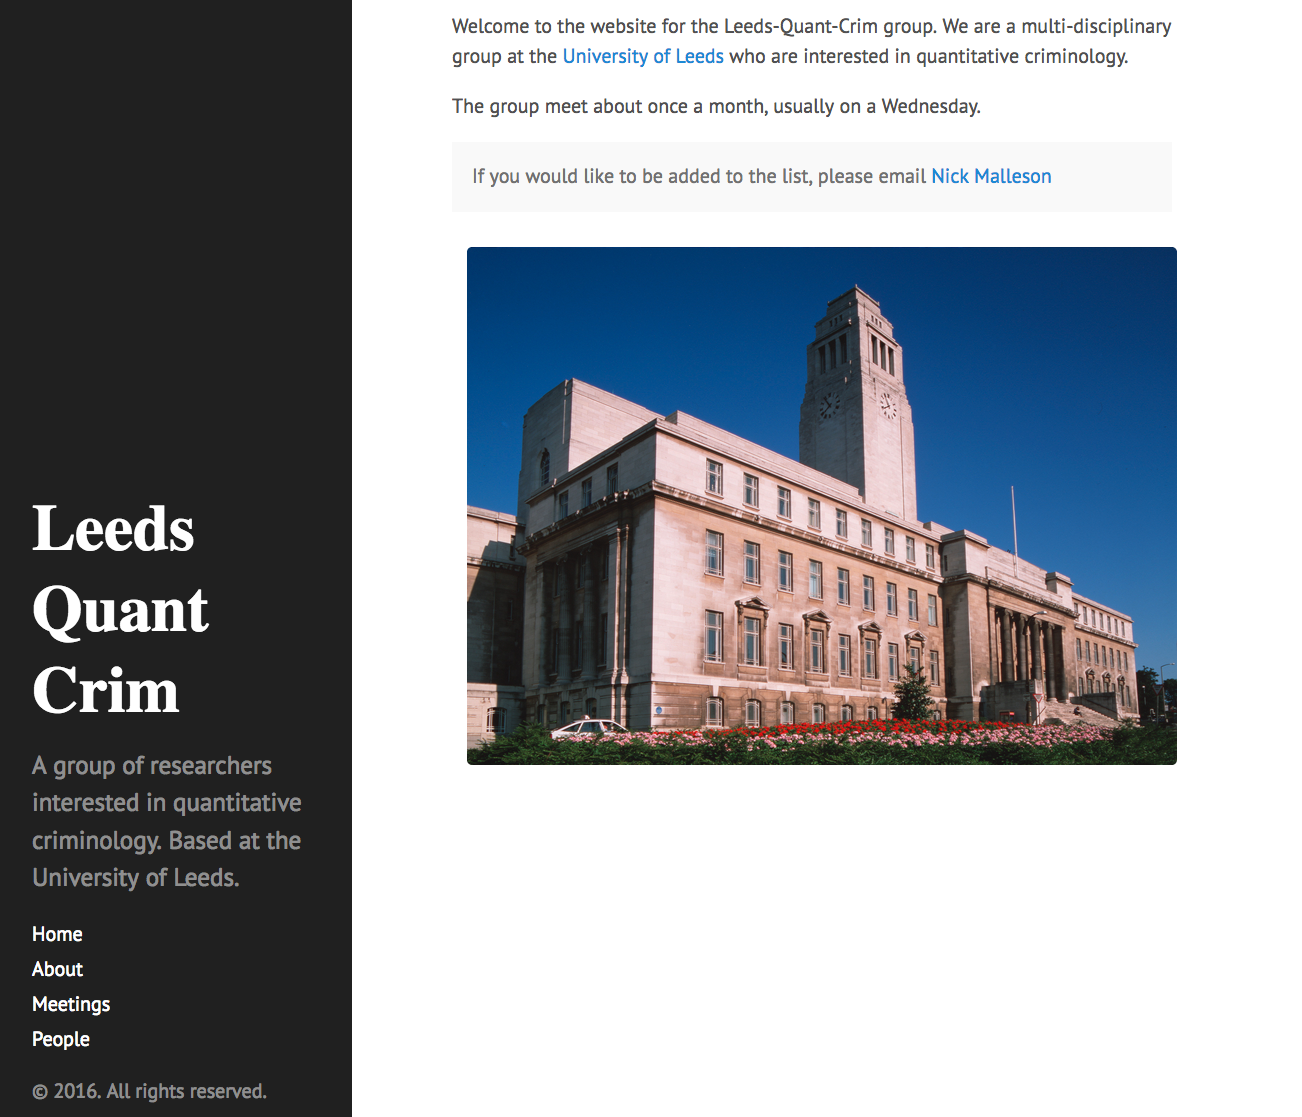 Leeds
Quant
Crim
A group of researchers
interested in quantitative
criminology. Based at the
University of Leeds.
Home
About
Meetings
People
© 2016. All rights reserved.
Welcome to the website for the Leeds-Quant-Crim group. We are a multi-disciplinary
group at the University of Leeds who are interested in quantitative criminology.
The group meet about once a month, usually on a Wednesday.
If you would like to be added to the list, please email Nick Malleson